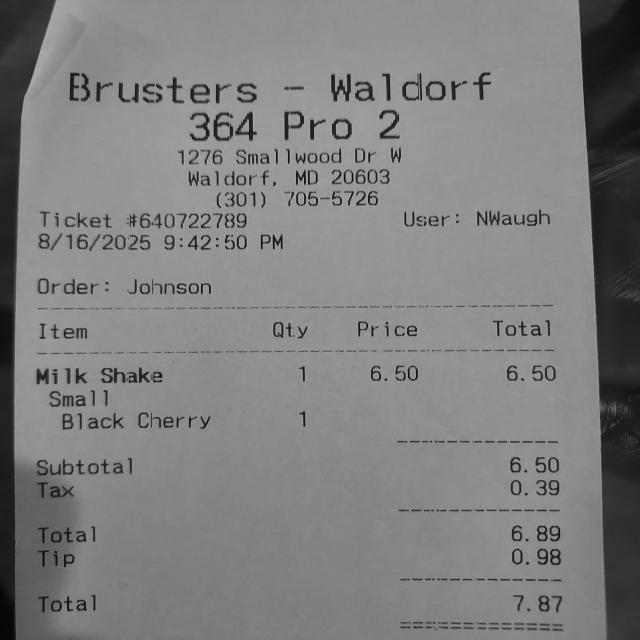 Brusters - Waldorf
364 Pro 2
1276 Smallwood Dr W
Waldorf, MD 20603
(301) 705-5726
Ticket #640722789 User: NWaugh
8/16/2025 9:42:50 PM
Order: Johnson
Item Qty Price Total
Milk Shake 1 6.50 6.50
Small
Black Cherry 1
Subtotal 6.50
Tax 0.39
Total 6.89
Tip 0.98
Total 7.87